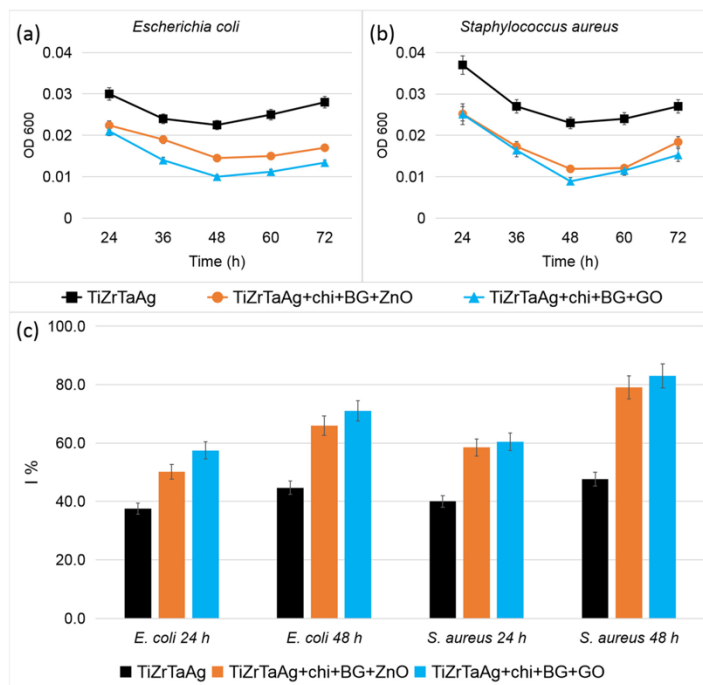 (a)
Escherichia coli
0.04
0.03
0.02
0.01
0
OD 600
24 36 48 60 72
Time (h)
(b)
Staphylococcus aureus
0.04
0.03
0.02
0.01
0
OD 600
24 36 48 60 72
Time (h)
TiZrTaAg TiZrTaAg+chi+BG+ZnO TiZrTaAg+chi+BG+GO
(c)
100.0
80.0
60.0
40.0
20.0
0.0
I %
E. coli 24 h E. coli 48 h S. aureus 24 h S. aureus 48 h
TiZrTaAg TiZrTaAg+chi+BG+ZnO TiZrTaAg+chi+BG+GO